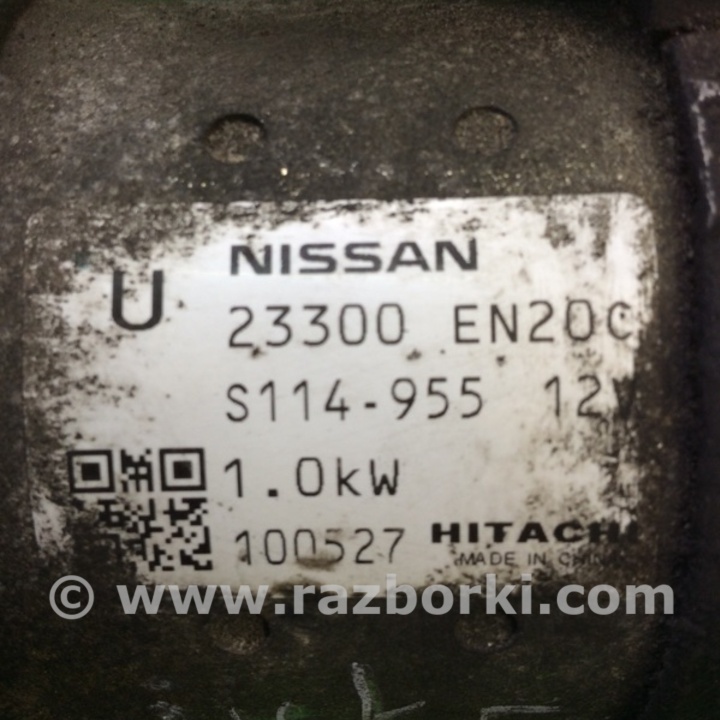 NISSAN
U
23300 EN20C
S114-955 12V
1.0kW
100527 HITACHI
MADE IN CHINA
© www.razborki.com